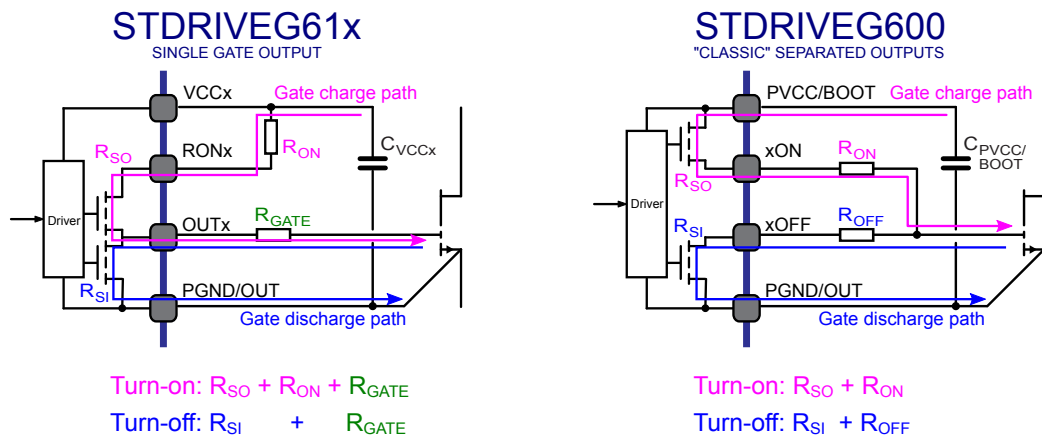 STDRIVEG61x
SINGLE GATE OUTPUT
VCCx
Gate charge path
RSO
RONx
RON
CVCCx
Driver
OUTx
RGATE
RSI
PGND/OUT
Gate discharge path
Turn-on: RSO + RON + RGATE
Turn-off: RSI + RGATE
STDRIVEG600
"CLASSIC" SEPARATED OUTPUTS
PVCC/BOOT
Gate charge path
xON
RON
CPVCC/
BOOT
RSO
Driver
RSI
xOFF
ROFF
PGND/OUT
Gate discharge path
Turn-on: RSO + RON
Turn-off: RSI + ROFF